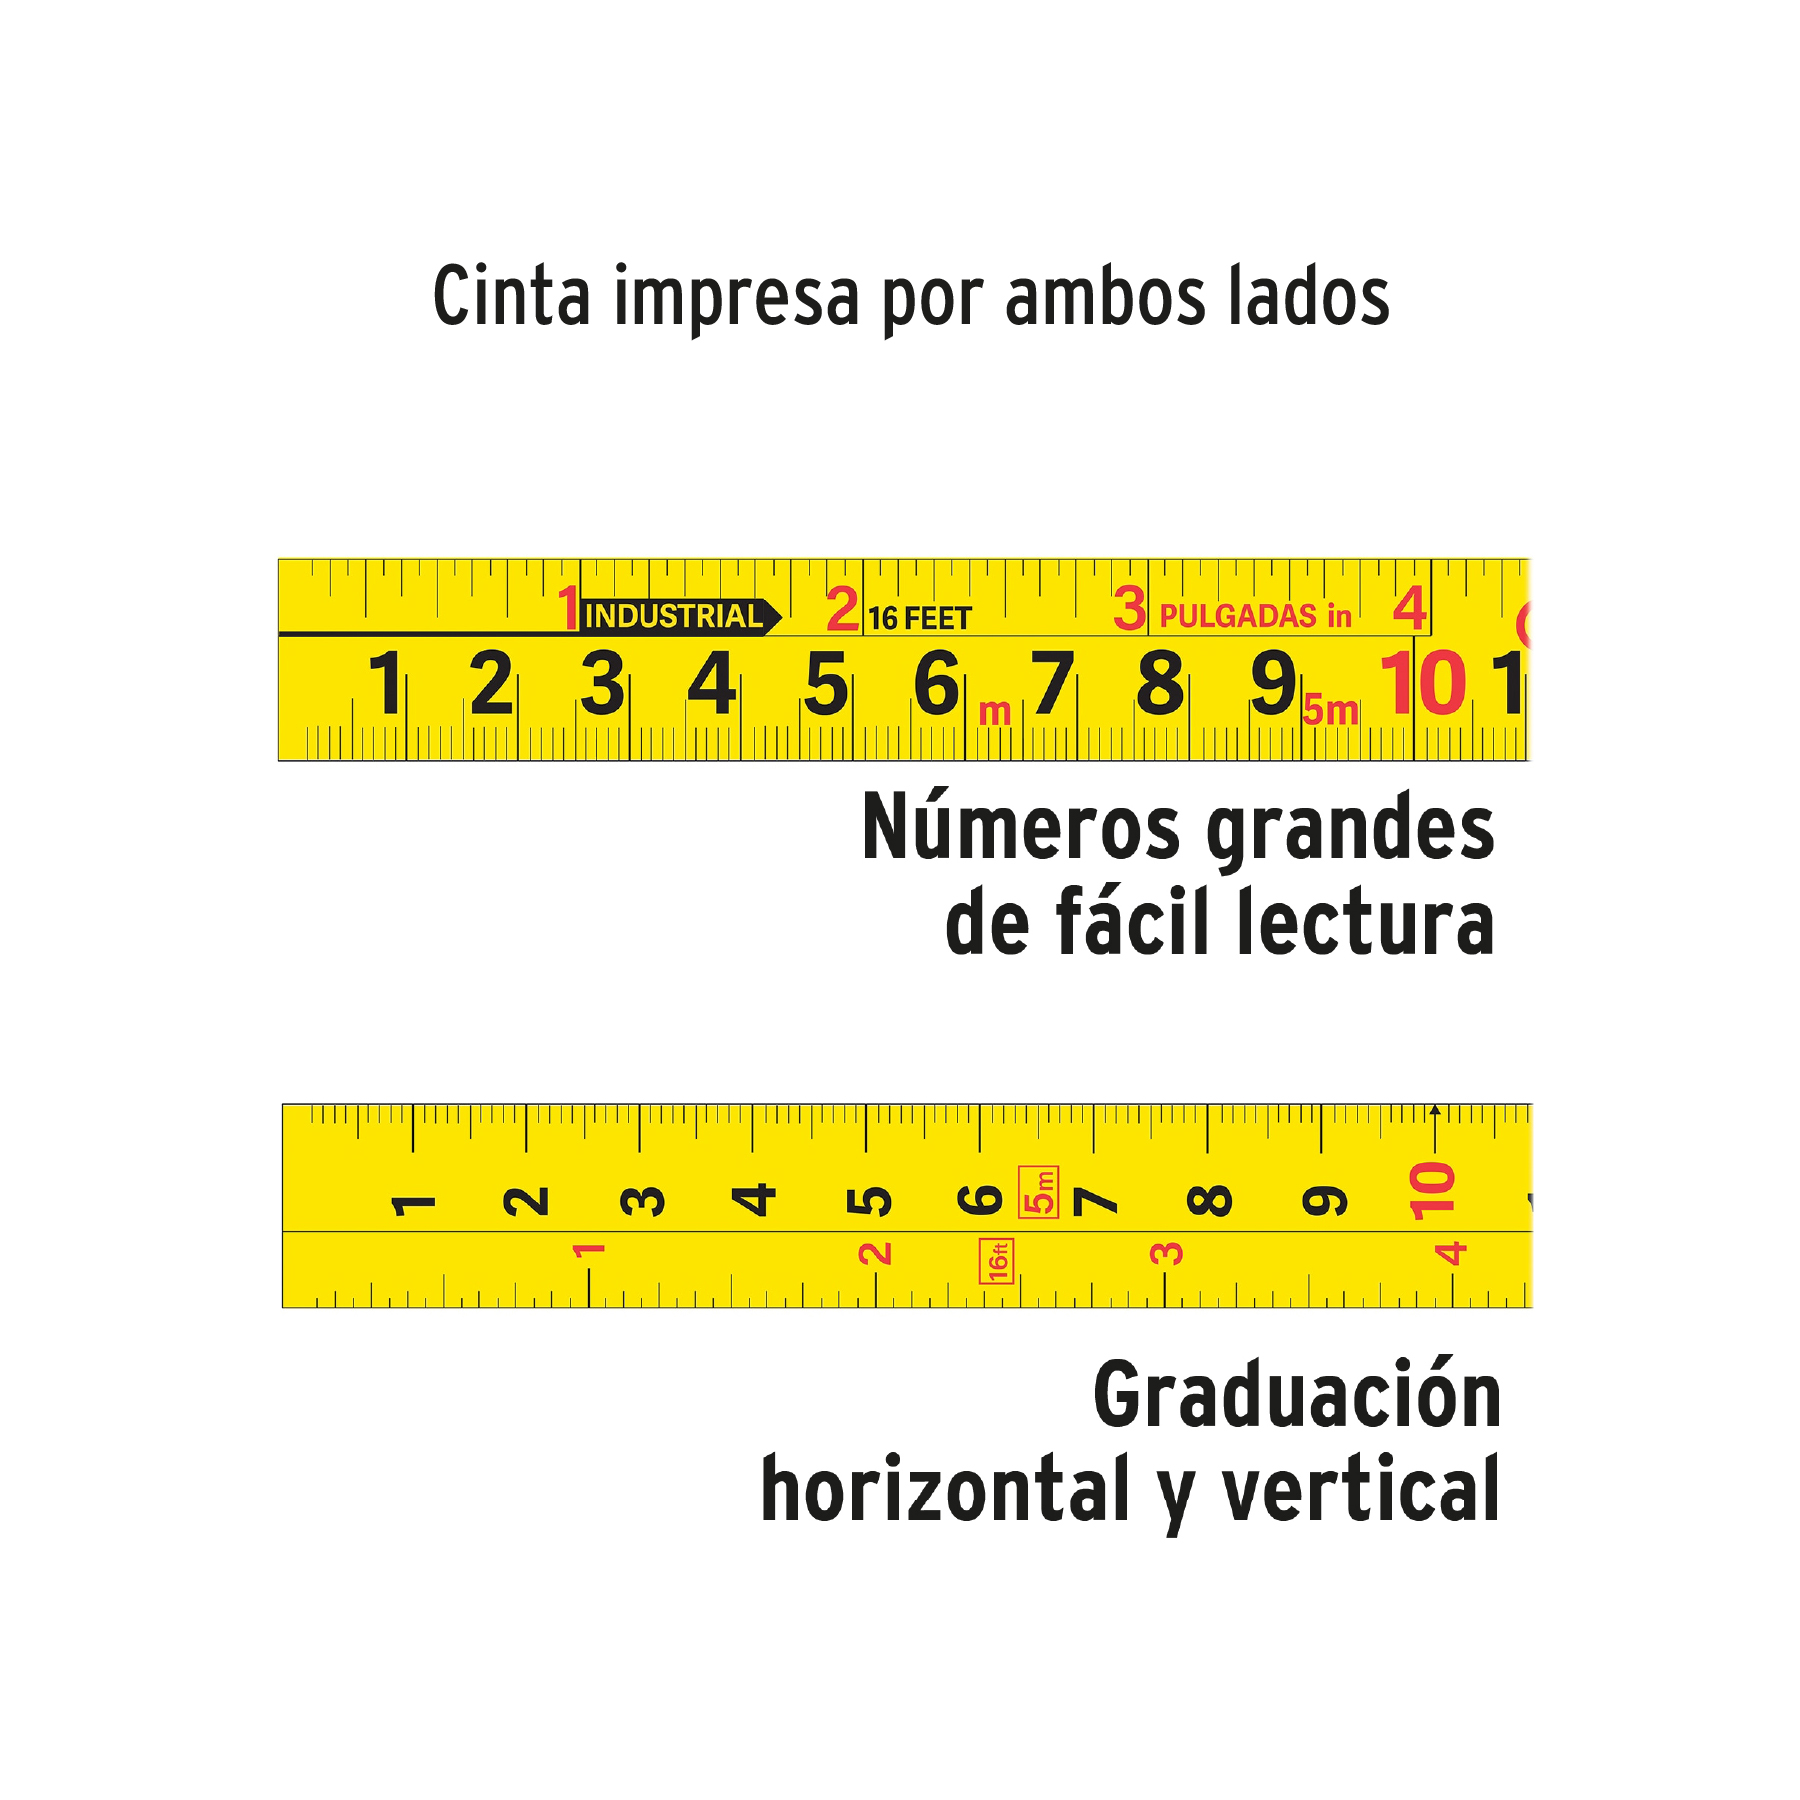 Cinta impresa por ambos lados
1 INDUSTRIAL 2 16 FEET 3 PULGADAS in 4
1 2 3 4 5 6 m 7 8 9 5m 10 1
Números grandes
de fácil lectura
1 2 3 4 5 6 5m 7 8 9 10
1 2 16ft 3 4
Graduación
horizontal y vertical